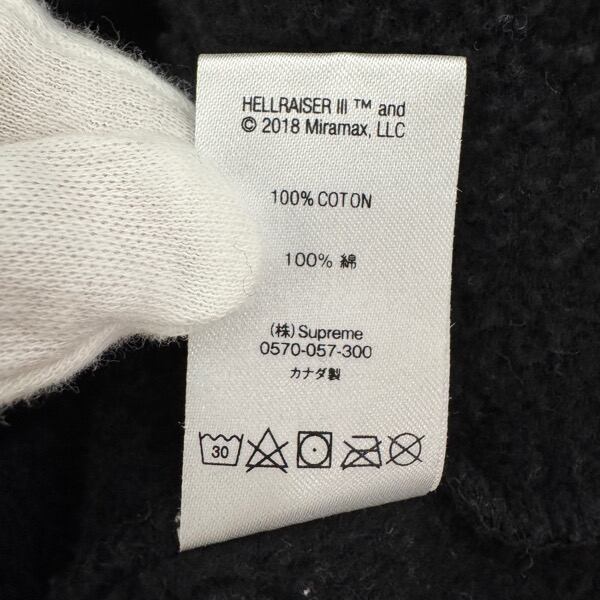 HELLRAISER III ™ and
© 2018 Miramax, LLC
100% COTON
100% 綿
(株) Supreme
0570-057-300
カナダ製
30